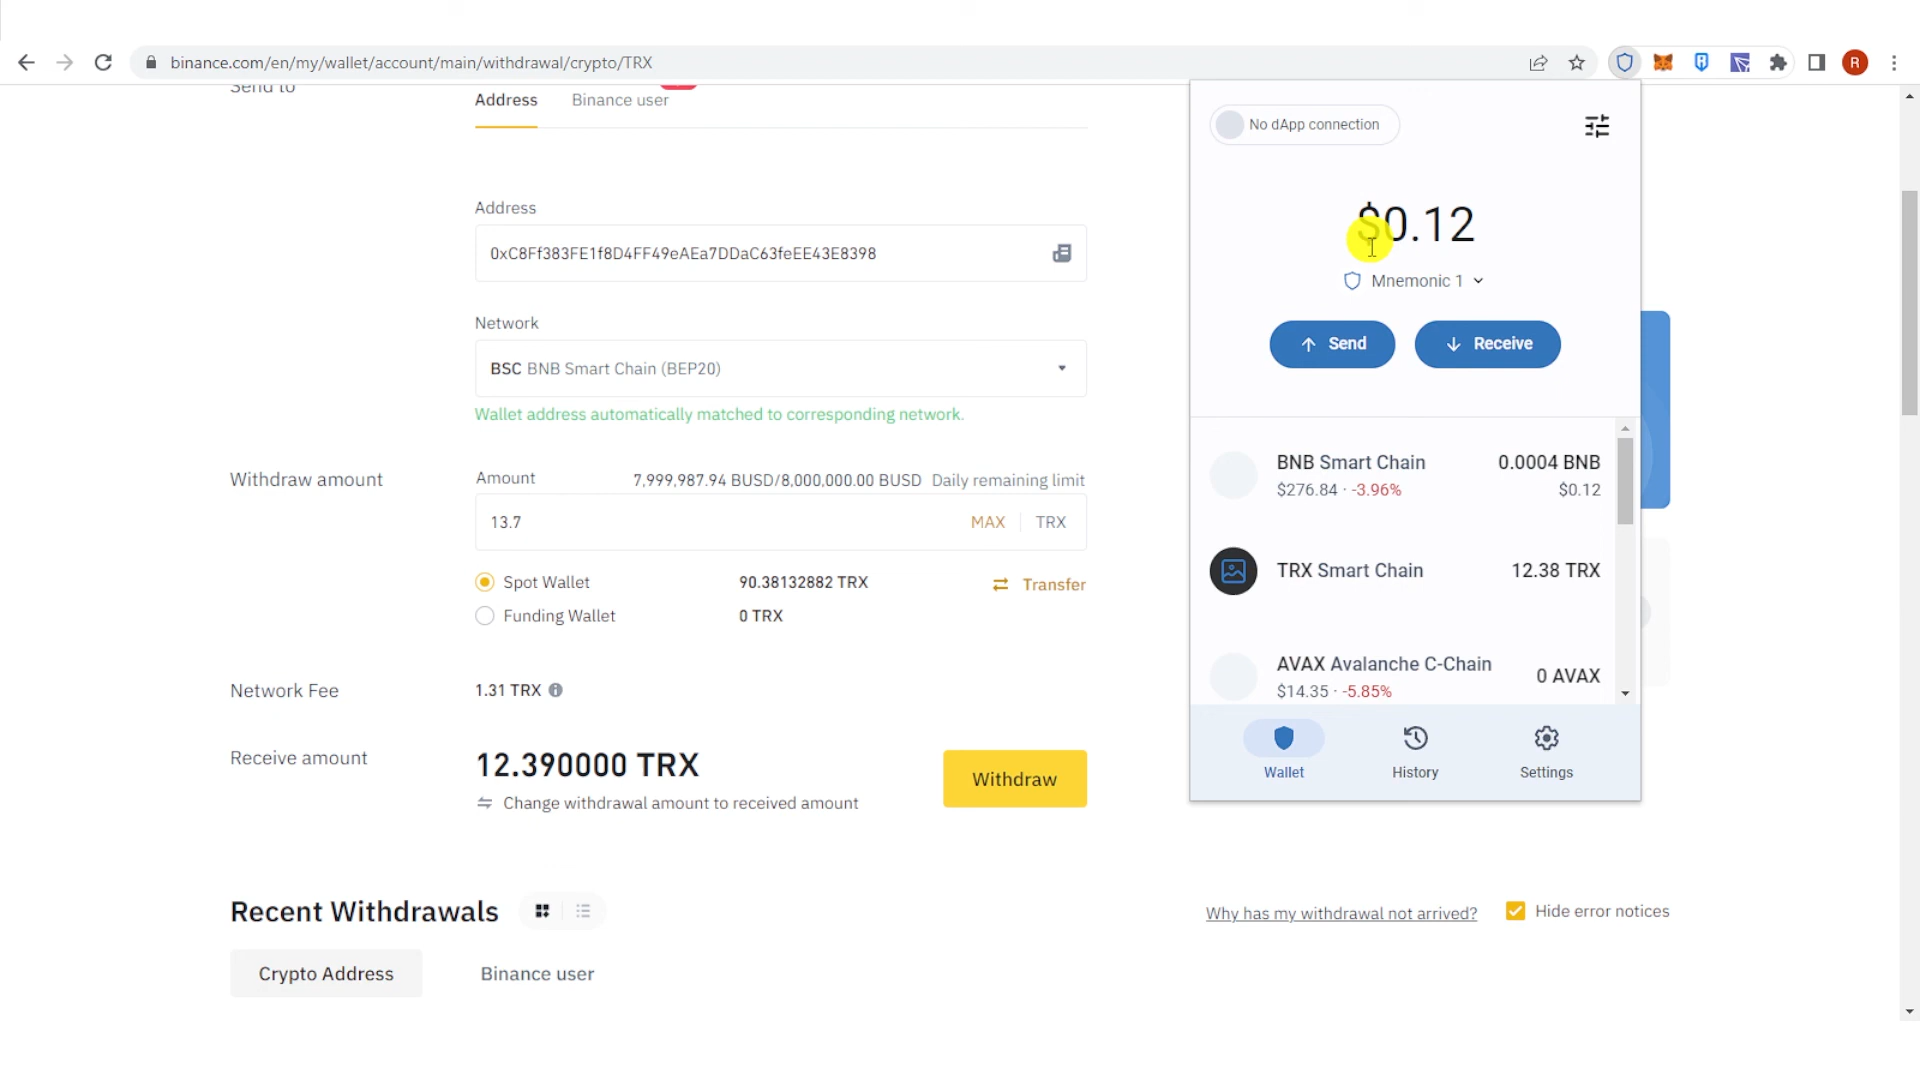 binance.com/en/my/wallet/account/main/withdrawal/crypto/TRX
R
Send to
Address
Binance user
Address
0xC8Ff383FE1f8D4FF49eAEa7DDaC63feEE43E8398
Network
BSC BNB Smart Chain (BEP20)
Wallet address automatically matched to corresponding network.
Withdraw amount
Amount
7,999,987.94 BUSD/8,000,000.00 BUSD Daily remaining limit
13.7
MAX
TRX
Spot Wallet
90.38132882 TRX
Transfer
Funding Wallet
0 TRX
Network Fee
1.31 TRX
Receive amount
12.390000 TRX
Change withdrawal amount to received amount
Withdraw
No dApp connection
$0.12
Mnemonic 1
Send
Receive
BNB Smart Chain
0.0004 BNB
$276.84 · -3.96%
$0.12
TRX Smart Chain
12.38 TRX
AVAX Avalanche C-Chain
0 AVAX
$14.35 · -5.85%
Wallet
History
Settings
Recent Withdrawals
Why has my withdrawal not arrived?
Hide error notices
Crypto Address
Binance user